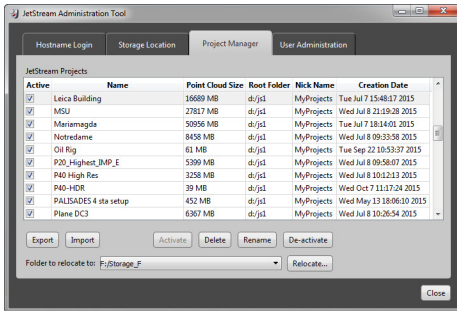 JetStream Administration Tool
Hostname Login Storage Location Project Manager User Administration
JetStream Projects
Active Name Point Cloud Size Root Folder Nick Name Creation Date
Leica Building 16689 MB d:/js1 MyProjects Tue Jul 7 15:48:17 2015
MSU 27817 MB d:/js1 MyProjects Wed Jul 8 21:19:28 2015
Mariamagda 50956 MB d:/js1 MyProjects Tue Jul 7 18:14:01 2015
Notredame 8458 MB d:/js1 MyProjects Wed Jul 8 09:33:58 2015
Oil Rig 61 MB d:/js1 MyProjects Tue Sep 22 10:53:37 2015
P20_Highest_IMP_E 5399 MB d:/js1 MyProjects Wed Jul 8 09:58:07 2015
P40 High Res 3258 MB d:/js1 MyProjects Wed Jul 8 10:12:13 2015
P40-HDR 39 MB d:/js1 MyProjects Wed Oct 7 11:17:24 2015
PALISADES 4 sta setup 452 MB d:/js1 MyProjects Wed May 13 18:06:10 2015
Plane DC3 6367 MB d:/js1 MyProjects Wed Jul 8 10:26:54 2015
Export Import Activate Delete Rename De-activate
Folder to relocate to: F:/Storage_F Relocate...
Close